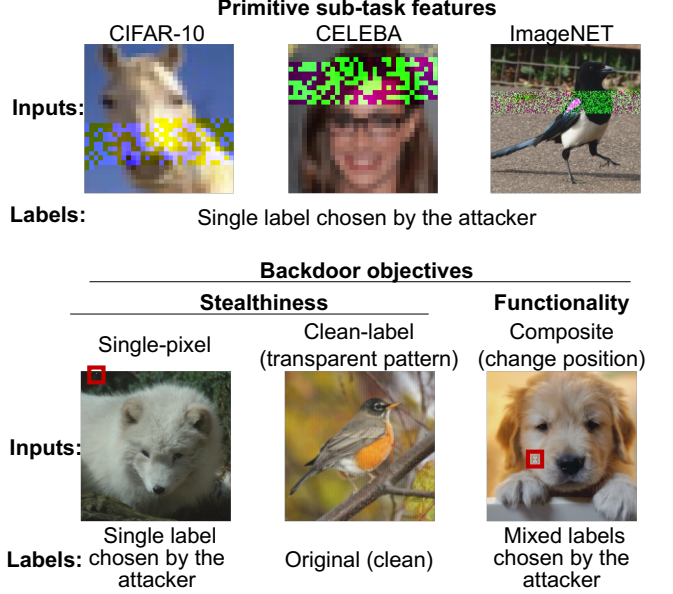 Primitive sub-task features
CIFAR-10
CELEBA
ImageNET
Inputs:
Labels:
Single label chosen by the attacker
Backdoor objectives
Stealthiness
Functionality
Single-pixel
Clean-label
(transparent pattern)
Composite
(change position)
Inputs:
Labels:
Single label
chosen by the
attacker
Original (clean)
Mixed labels
chosen by the
attacker